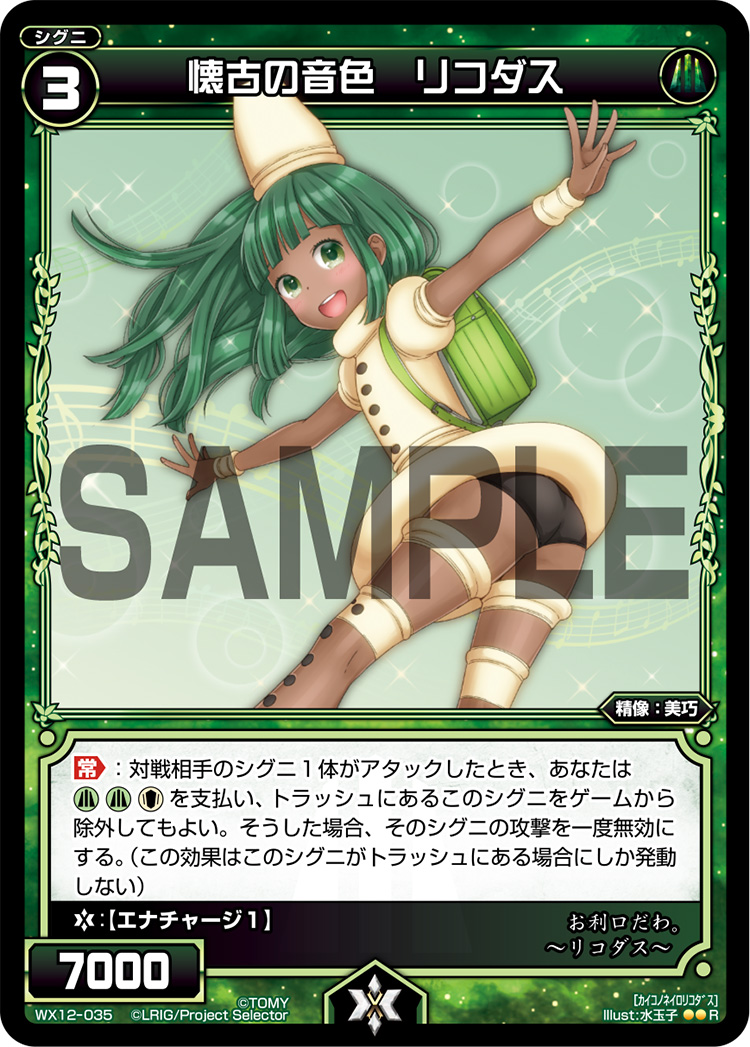 シグニ
3
懐古の音色 リコダス
SAMPLE
精像：美巧
常：対戦相手のシグニ1体がアタックしたとき、あなたは
を支払い、トラッシュにあるこのシグニをゲームから
除外してもよい。そうした場合、そのシグニの攻撃を一度無効に
する。（この効果はこのシグニがトラッシュにある場合にしか発動
しない）
：【エナチャージ1】
お利口だわ。
～リコダス～
7000
WX12-035 ©LRIG/Project Selector
©TOMY
[カイコノネイロリコダス]
Illust:水玉子 R